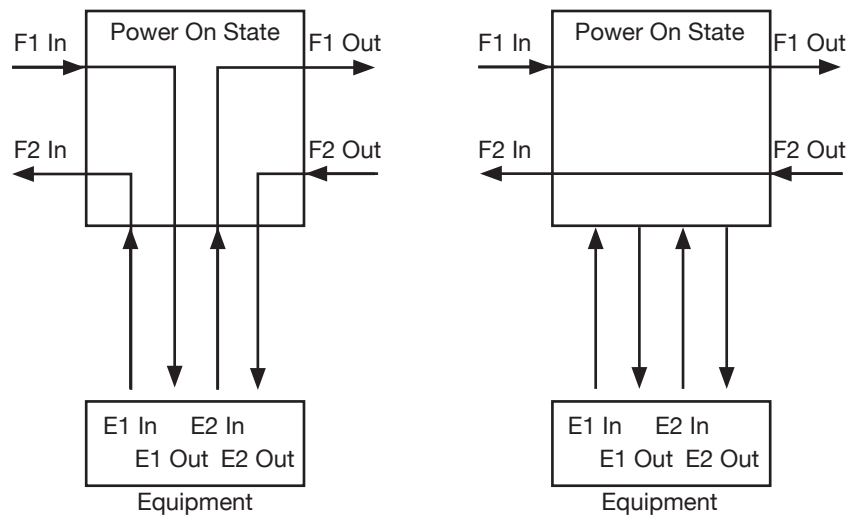 Power On State
F1 In
F1 Out
F2 In
F2 Out
E1 In E2 In
E1 Out E2 Out
Equipment
Power On State
F1 In
F1 Out
F2 In
F2 Out
E1 In E2 In
E1 Out E2 Out
Equipment